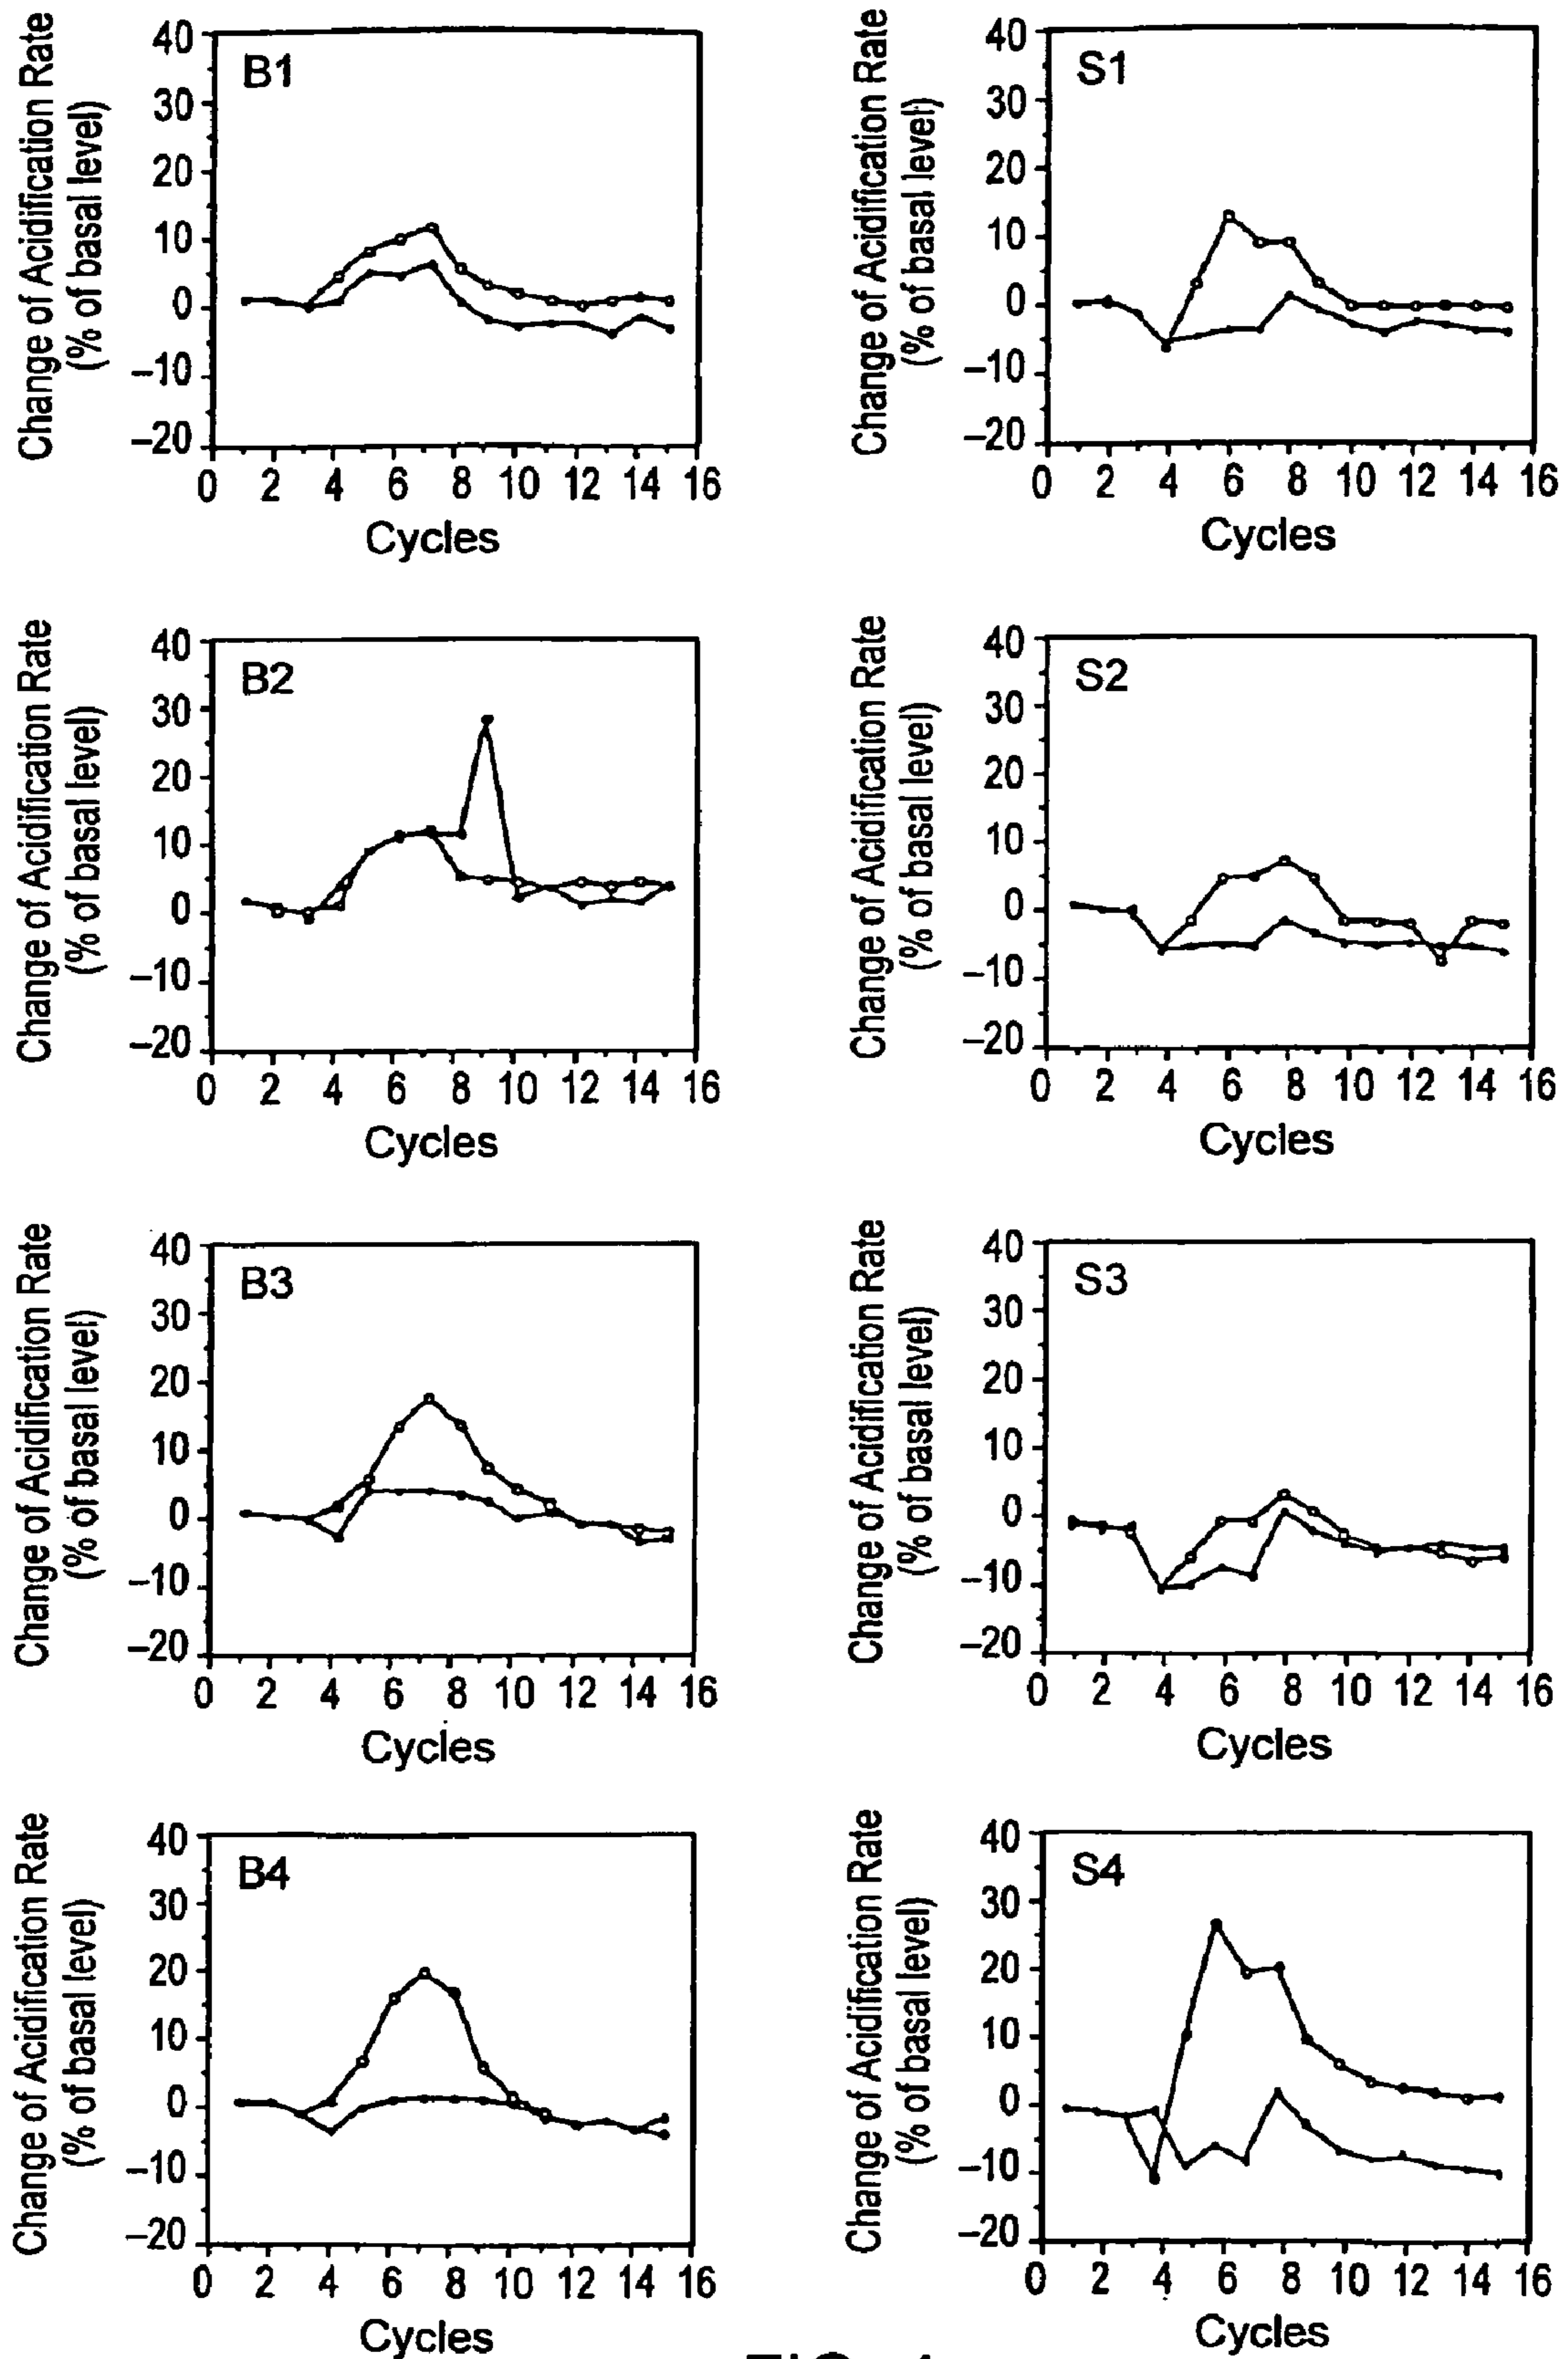 Change of Acidification Rate
(% of basal level)
40
30
20
10
0
–10
–20
B1
0 2 4 6 8 10 12 14 16
Cycles
Change of Acidification Rate
(% of basal level)
40
30
20
10
0
–10
–20
S1
0 2 4 6 8 10 12 14 16
Cycles
Change of Acidification Rate
(% of basal level)
40
30
20
10
0
–10
–20
B2
0 2 4 6 8 10 12 14 16
Cycles
Change of Acidification Rate
(% of basal level)
40
30
20
10
0
–10
–20
S2
0 2 4 6 8 10 12 14 16
Cycles
Change of Acidification Rate
(% of basal level)
40
30
20
10
0
–10
–20
B3
0 2 4 6 8 10 12 14 16
Cycles
Change of Acidification Rate
(% of basal level)
40
30
20
10
0
–10
–20
S3
0 2 4 6 8 10 12 14 16
Cycles
Change of Acidification Rate
(% of basal level)
40
30
20
10
0
–10
–20
B4
0 2 4 6 8 10 12 14 16
Cycles
Change of Acidification Rate
(% of basal level)
40
30
20
10
0
–10
–20
S4
0 2 4 6 8 10 12 14 16
Cycles